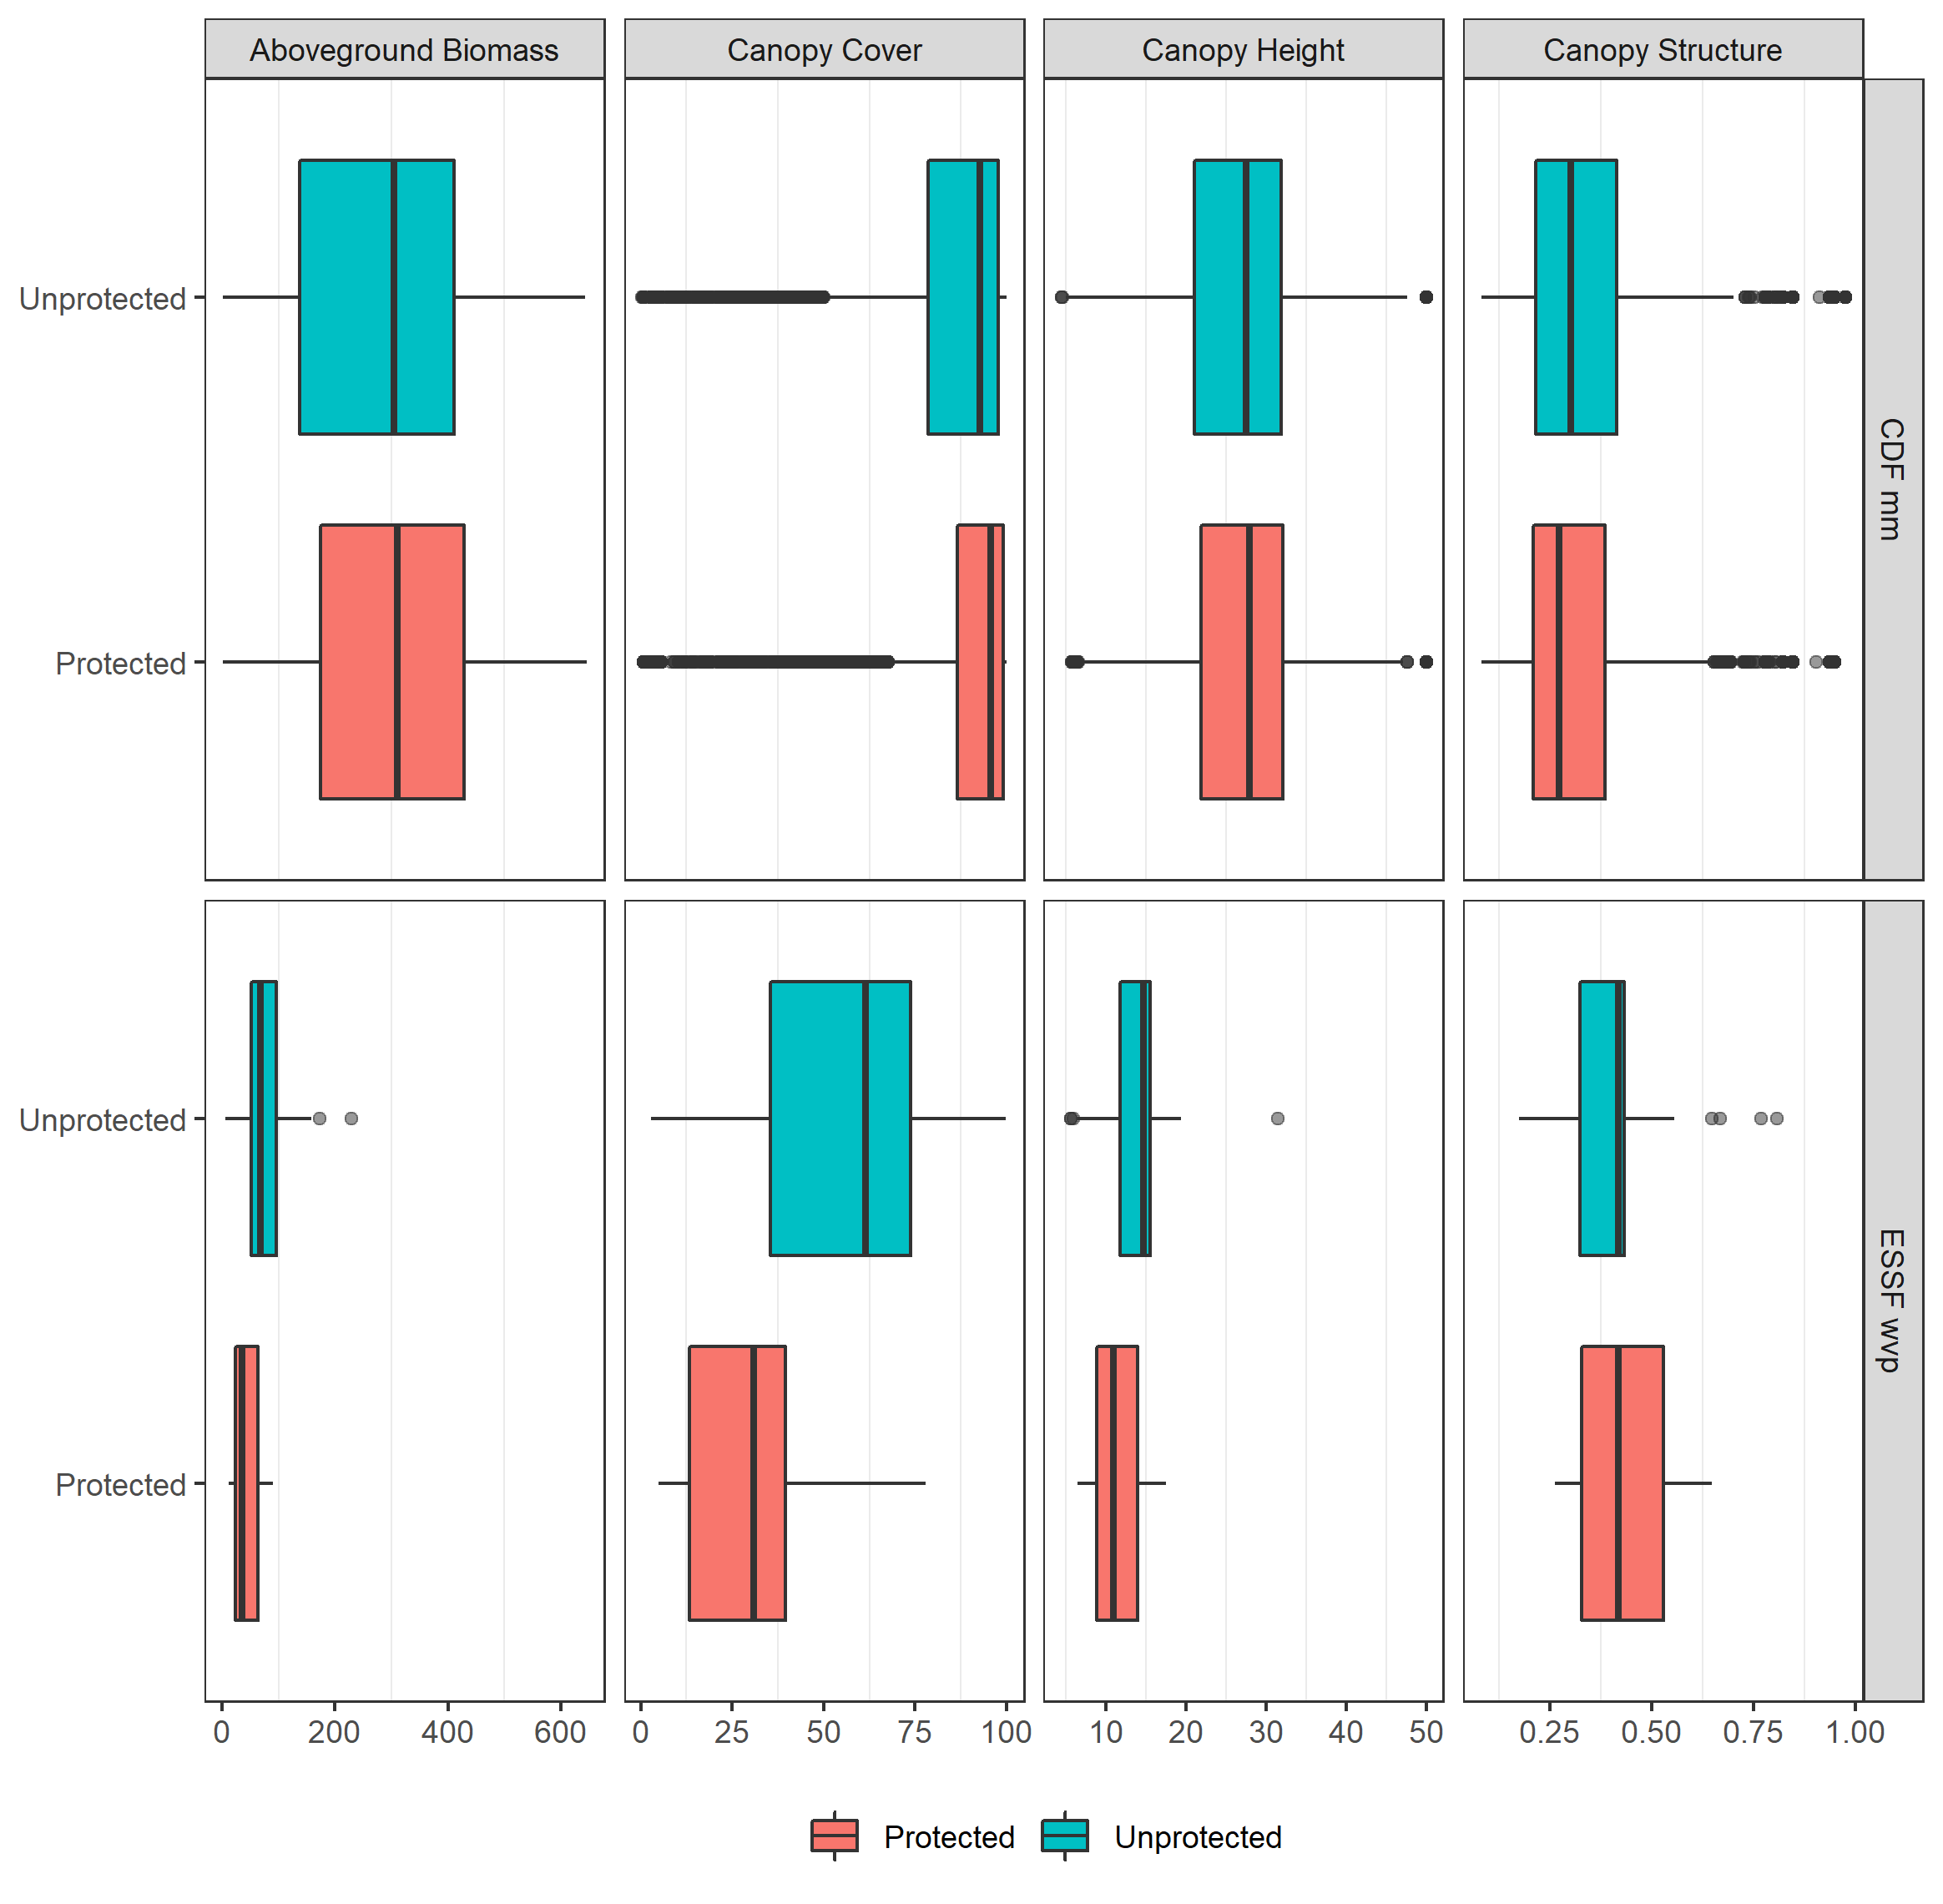 Aboveground Biomass
Canopy Cover
Canopy Height
Canopy Structure
Unprotected
Protected
CDF mm
Unprotected
Protected
ESSF wvp
0 200 400 600
0 25 50 75 100
10 20 30 40 50
0.25 0.50 0.75 1.00
Protected Unprotected